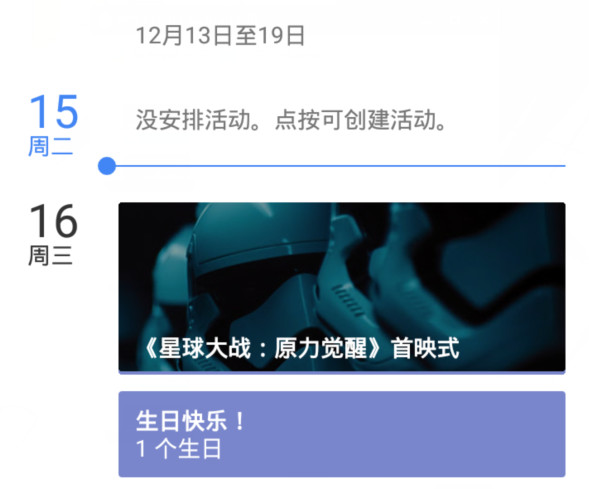 12月13日至19日
15
周二
没安排活动。点按可创建活动。
16
周三
《星球大战：原力觉醒》首映式
生日快乐！
1 个生日